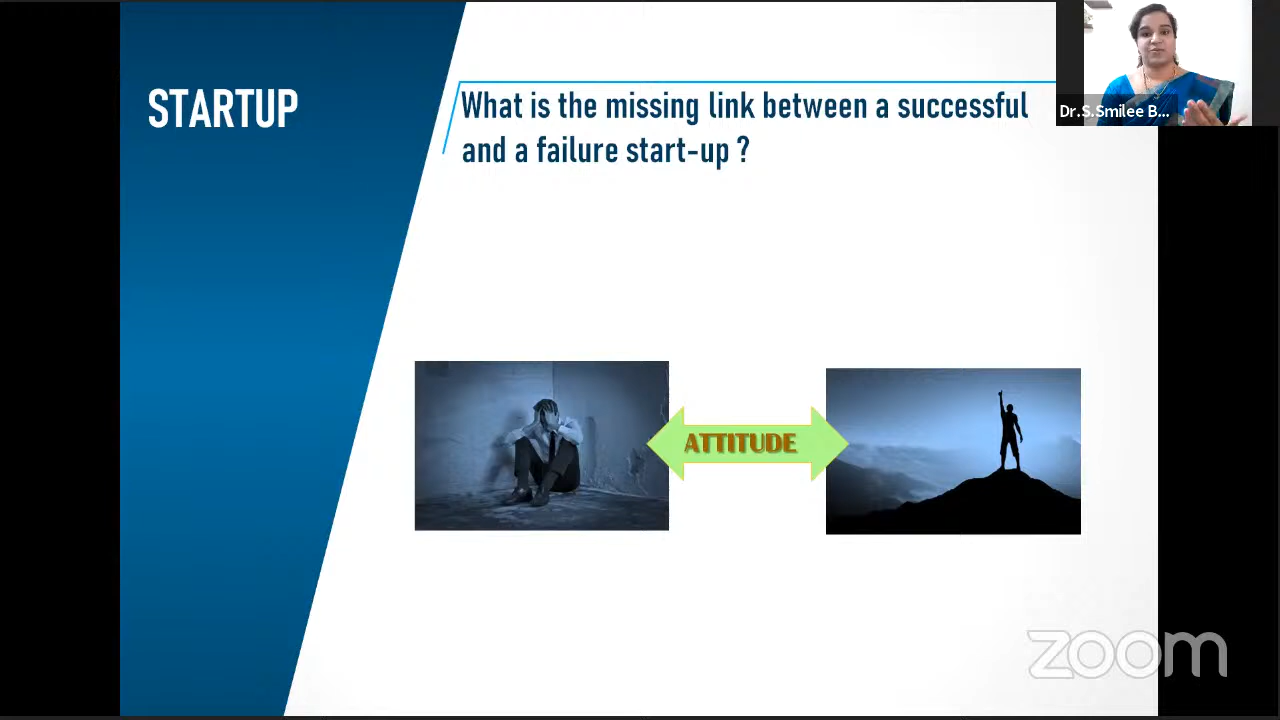 STARTUP
What is the missing link between a successful
and a failure start-up ?
Dr.S.Smilee B...
ATTITUDE
zoom